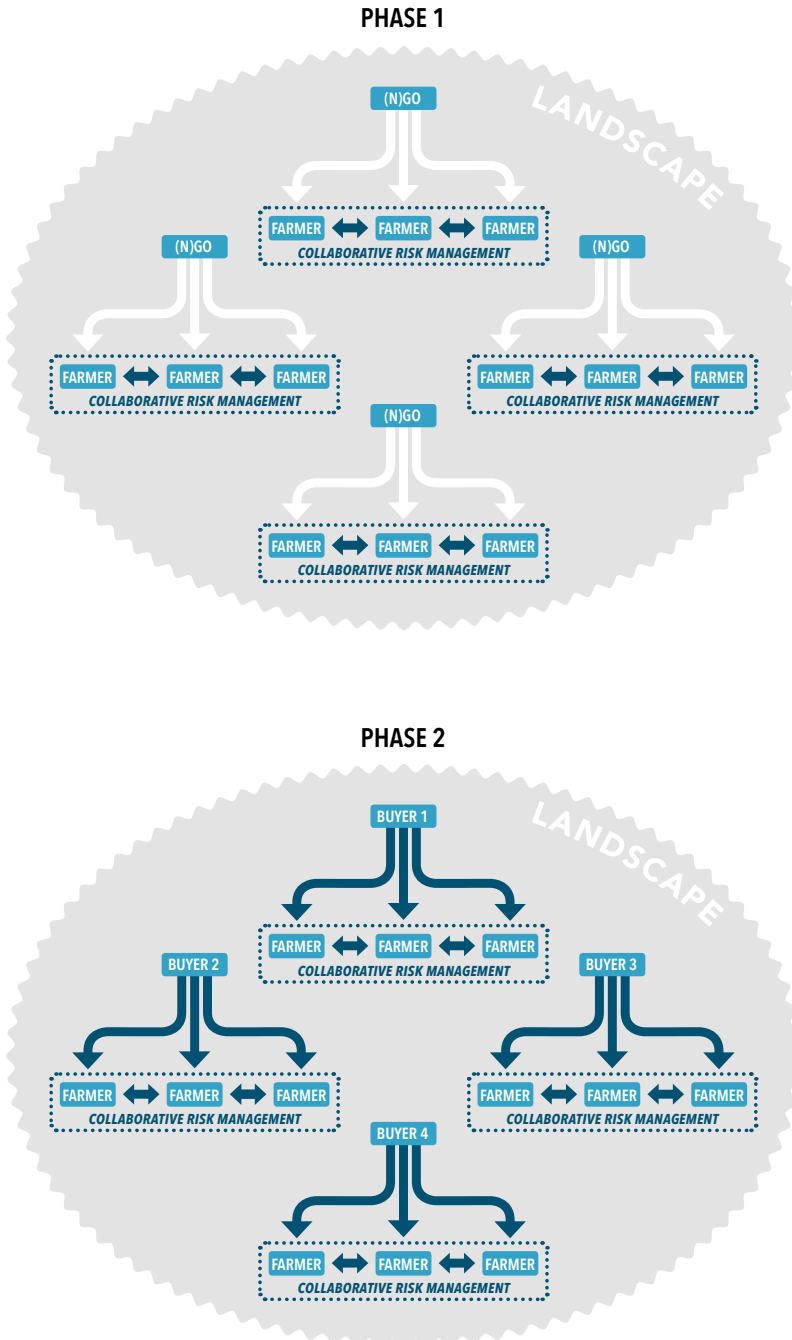 PHASE 1
LANDSCAPE
(N)GO
FARMER FARMER FARMER
COLLABORATIVE RISK MANAGEMENT
(N)GO
FARMER FARMER FARMER
COLLABORATIVE RISK MANAGEMENT
(N)GO
FARMER FARMER FARMER
COLLABORATIVE RISK MANAGEMENT
(N)GO
FARMER FARMER FARMER
COLLABORATIVE RISK MANAGEMENT
PHASE 2
LANDSCAPE
BUYER 1
FARMER FARMER FARMER
COLLABORATIVE RISK MANAGEMENT
BUYER 2
FARMER FARMER FARMER
COLLABORATIVE RISK MANAGEMENT
BUYER 3
FARMER FARMER FARMER
COLLABORATIVE RISK MANAGEMENT
BUYER 4
FARMER FARMER FARMER
COLLABORATIVE RISK MANAGEMENT